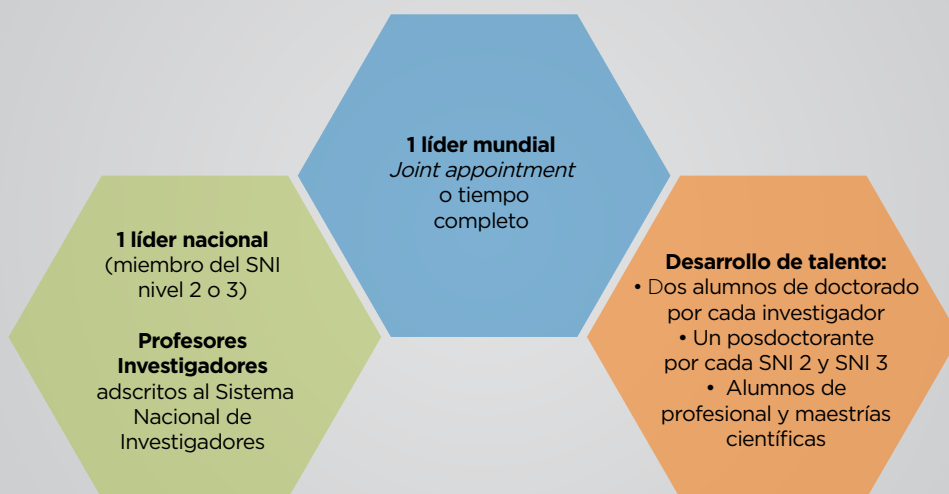 1 líder mundial
Joint appointment
o tiempo
completo
1 líder nacional
(miembro del SNI
nivel 2 o 3)
Profesores
Investigadores
adscritos al Sistema
Nacional de
Investigadores
Desarrollo de talento:
• Dos alumnos de doctorado
por cada investigador
• Un posdoctorante
por cada SNI 2 y SNI 3
• Alumnos de
profesional y maestrías
científicas